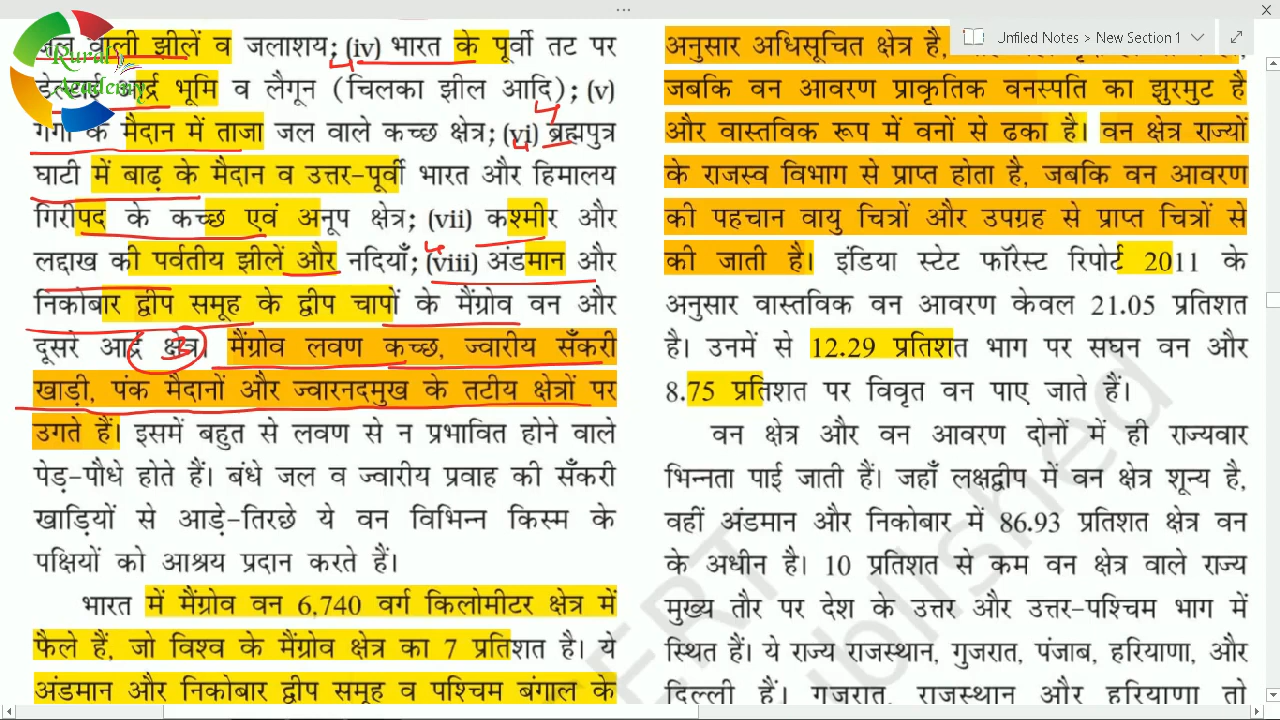 Rural
Academy
Jnfiled Notes > New Section 1
वाली झीलें व जलाशय; (iv) भारत के पूर्वी तट पर
आर्द्र भूमि व लैगून (चिलका झील आदि); (v)
के मैदान में ताजा जल वाले कच्छ क्षेत्र; (vi) ब्रह्मपुत्र
घाटी में बाढ़ के मैदान व उत्तर-पूर्वी भारत और हिमालय
गिरीपद के कच्छ एवं अनूप क्षेत्र; (vii) कश्मीर और
लद्दाख की पर्वतीय झीलें और नदियाँ; (viii) अंडमान और
निकोबार द्वीप समूह के द्वीप चापों के मैंग्रोव वन और
दूसरे आर्द्र क्षेत्र। मैंग्रोव लवण कच्छ, ज्वारीय सँकरी
खाड़ी, पंक मैदानों और ज्वारनदमुख के तटीय क्षेत्रों पर
उगते हैं। इसमें बहुत से लवण से न प्रभावित होने वाले
पेड़-पौधे होते हैं। बंधे जल व ज्वारीय प्रवाह की सँकरी
खाड़ियों से आड़े-तिरछे ये वन विभिन्न किस्म के
पक्षियों को आश्रय प्रदान करते हैं।
भारत में मैंग्रोव वन 6,740 वर्ग किलोमीटर क्षेत्र में
फैले हैं, जो विश्व के मैंग्रोव क्षेत्र का 7 प्रतिशत है। ये
अंडमान और निकोबार द्वीप समूह व पश्चिम बंगाल के
अनुसार अधिसूचित क्षेत्र है,
जबकि वन आवरण प्राकृतिक वनस्पति का झुरमुट है
और वास्तविक रूप में वनों से ढका है। वन क्षेत्र राज्यों
के राजस्व विभाग से प्राप्त होता है, जबकि वन आवरण
की पहचान वायु चित्रों और उपग्रह से प्राप्त चित्रों से
की जाती है। इंडिया स्टेट फॉरेस्ट रिपोर्ट 2011 के
अनुसार वास्तविक वन आवरण केवल 21.05 प्रतिशत
है। उनमें से 12.29 प्रतिशत भाग पर सघन वन और
8.75 प्रतिशत पर विवृत वन पाए जाते हैं।
वन क्षेत्र और वन आवरण दोनों में ही राज्यवार
भिन्नता पाई जाती हैं। जहाँ लक्षद्वीप में वन क्षेत्र शून्य है,
वहीं अंडमान और निकोबार में 86.93 प्रतिशत क्षेत्र वन
के अधीन है। 10 प्रतिशत से कम वन क्षेत्र वाले राज्य
मुख्य तौर पर देश के उत्तर और उत्तर-पश्चिम भाग में
स्थित हैं। ये राज्य राजस्थान, गुजरात, पंजाब, हरियाणा, और
दिल्ली हैं। गुजरात, राजस्थान और हरियाणा तो